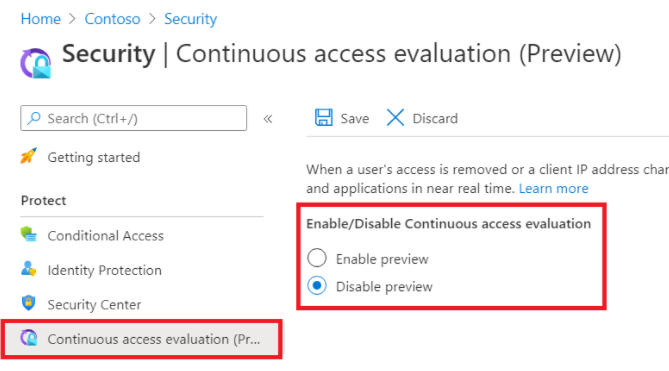 Home > Contoso > Security
Security | Continuous access evaluation (Preview)
Search (Ctrl+/)
«
Save
Discard
Getting started
When a user's access is removed or a client IP address char
and applications in near real time. Learn more
Protect
Enable/Disable Continuous access evaluation
Conditional Access
Enable preview
Identity Protection
Disable preview
Security Center
Continuous access evaluation (Pr...